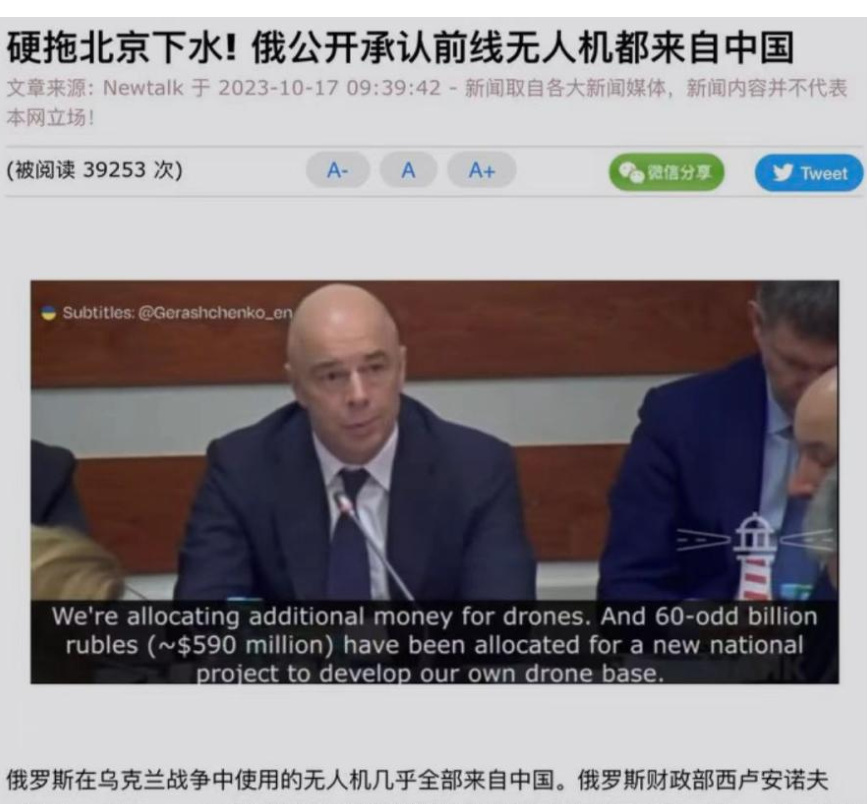 硬拖北京下水! 俄公开承认前线无人机都来自中国
文章来源: Newtalk 于 2023-10-17 09:39:42 - 新闻取自各大新闻媒体，新闻内容并不代表
本网立场!
(被阅读 39253 次)
A-
A
A+
微信分享
Tweet
Subtitles: @Gerashchenko_en
We're allocating additional money for drones. And 60-odd billion
rubles (~$590 million) have been allocated for a new national
project to develop our own drone base.
俄罗斯在乌克兰战争中使用的无人机几乎全部来自中国。俄罗斯财政部西卢安诺夫